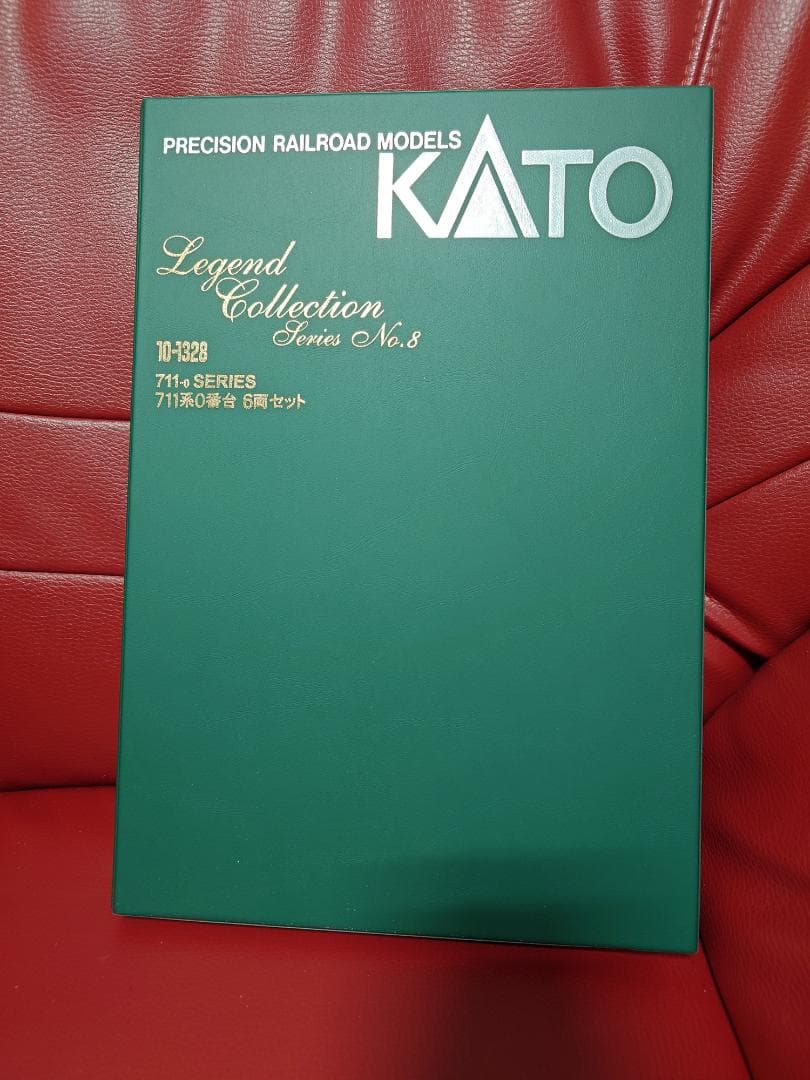 PRECISION RAILROAD MODELS
KATO
Legend
Collection
Series No.8
10-1328
711-0 SERIES
711系0番台 6両セット